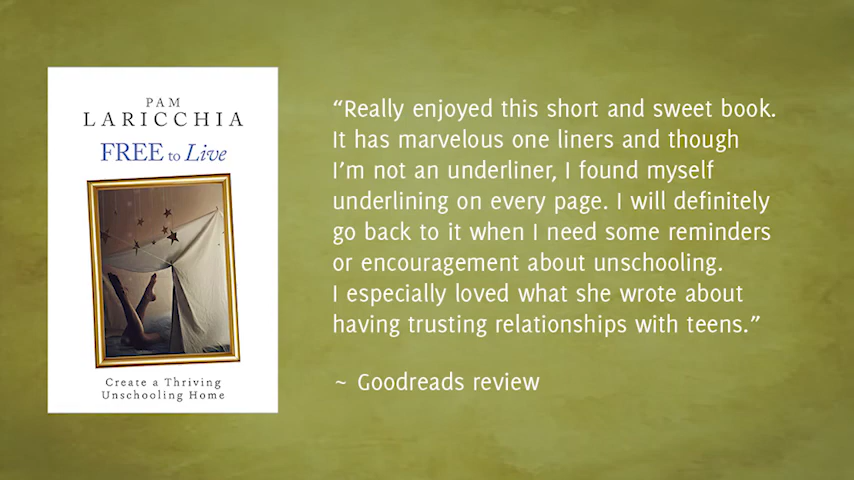 PAM
LARICCHIA
FREE to Live
Create a Thriving
Unschooling Home
“Really enjoyed this short and sweet book.
It has marvelous one liners and though
I’m not an underliner, I found myself
underlining on every page. I will definitely
go back to it when I need some reminders
or encouragement about unschooling.
I especially loved what she wrote about
having trusting relationships with teens.”
~ Goodreads review